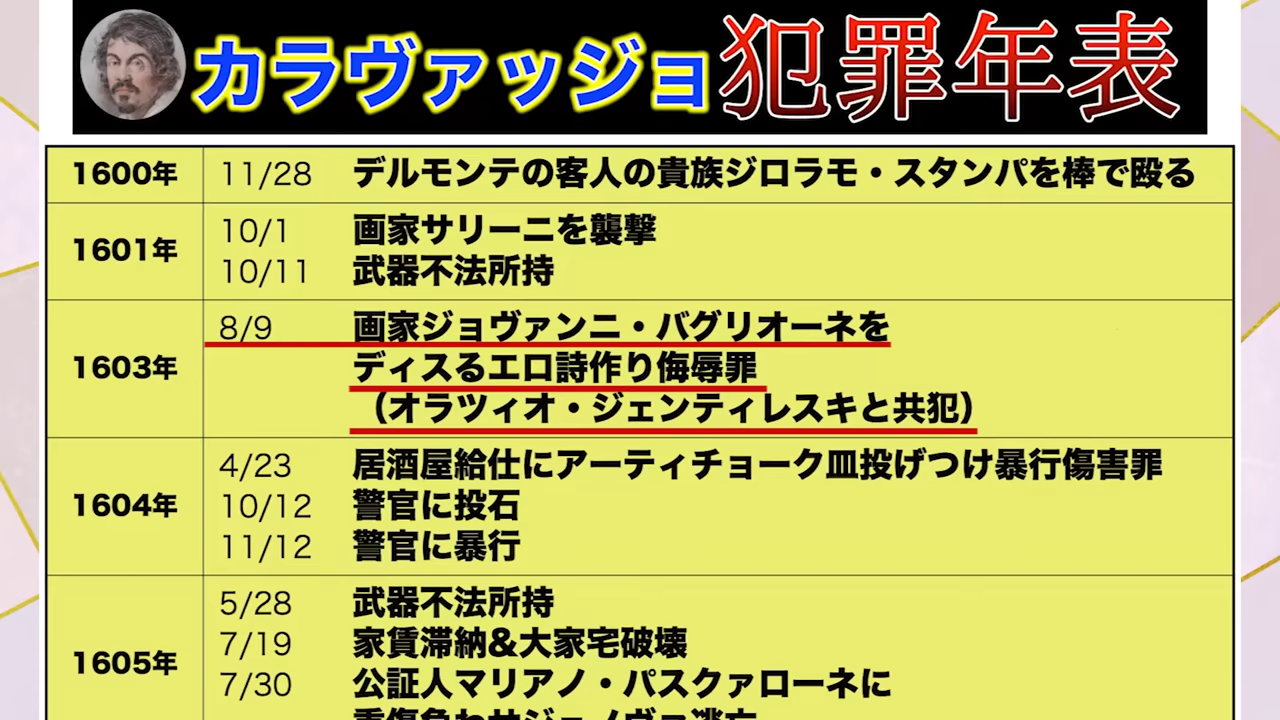 カラヴァッジョ犯罪年表
1600年 11/28 デルモンテの客人の貴族ジロラモ・スタンパを棒で殴る
1601年 10/1 画家サリーニを襲撃
10/11 武器不法所持
1603年 8/9 画家ジョヴァンニ・バグリオーネを
ディスるエロ詩作り侮辱罪
（オラツィオ・ジェンティレスキと共犯）
1604年 4/23 居酒屋給仕にアーティチョーク皿投げつけ暴行傷害罪
10/12 警官に投石
11/12 警官に暴行
1605年 5/28 武器不法所持
7/19 家賃滞納&大家宅破壊
7/30 公証人マリアノ・パスクァローネに